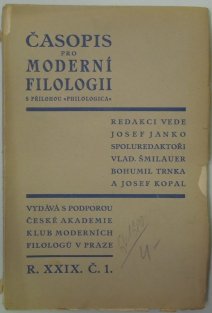 ČASOPIS
PRO
MODERNÍ
FILOLOGII
S PŘÍLOHOU »PHILOLOGICA«
REDAKCI VEDE
JOSEF JANKO
SPOLUREDAKTOŘI
VLAD. ŠMILAUER
BOHUMIL TRNKA
A JOSEF KOPAL
VYDÁVÁ S PODPOROU
ČESKÉ AKADEMIE
KLUB MODERNÍCH
FILOLOGŮ V PRAZE
R. XXIX. Č. 1.